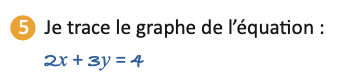 5 Je trace le graphe de l'équation :
2x + 3y = 4